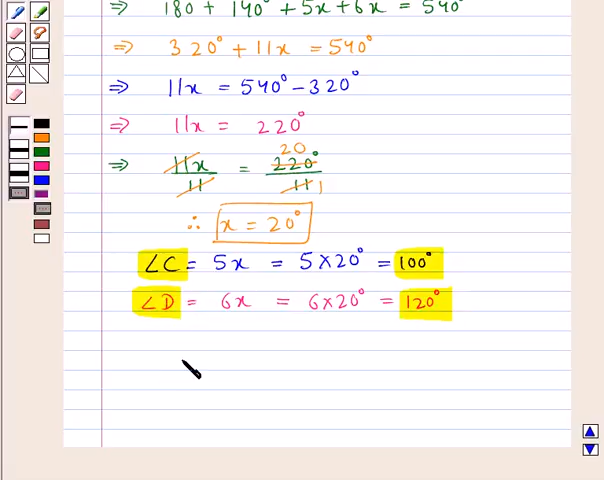 ⇒ 180 + 140° + 5x + 6x = 540°
⇒ 320° + 11x = 540°
⇒ 11x = 540° - 320°
⇒ 11x = 220°
20
⇒ 11x/11 = 220°/11 1
∴ x = 20°
∠C = 5x = 5×20° = 100°
∠D = 6x = 6×20° = 120°